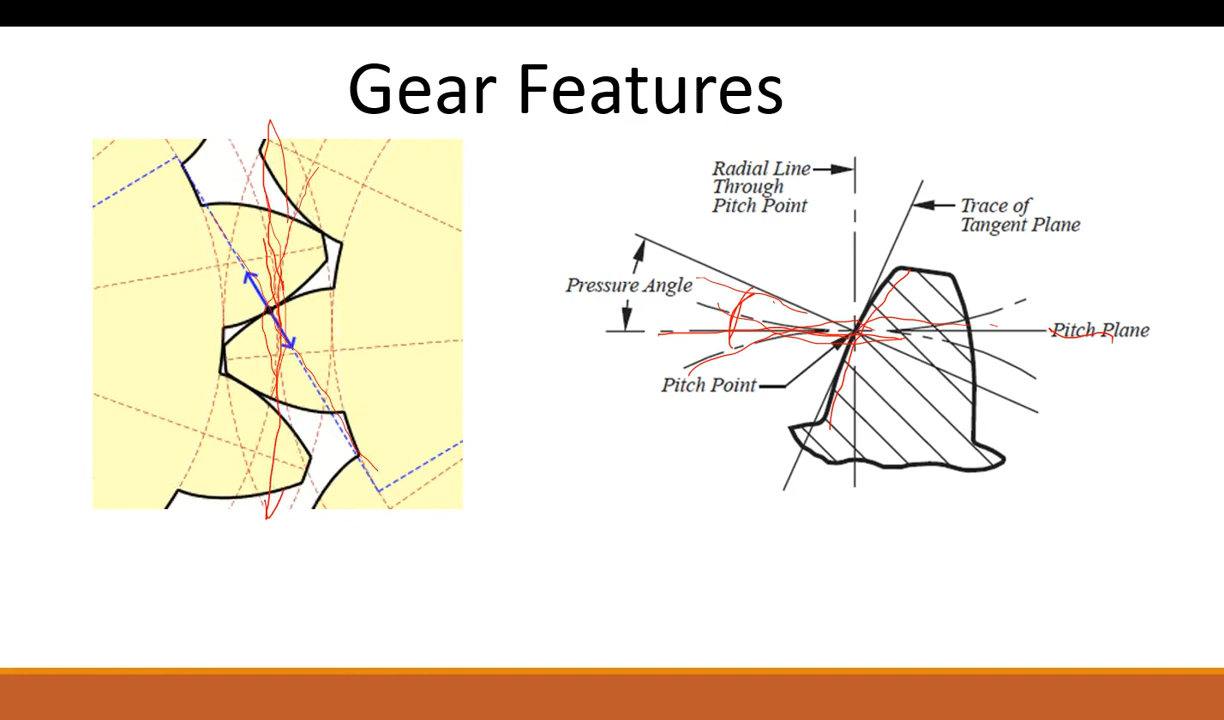 Gear Features
Radial Line
Through
Pitch Point
Trace of
Tangent Plane
Pressure Angle
Pitch Plane
Pitch Point